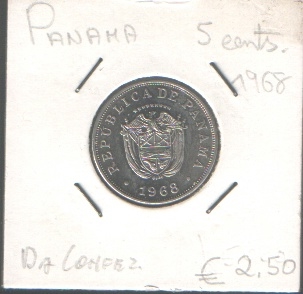 PANAMA 5 cents.
1968
REPUBLICA DE PANAMA
1968
€ 2,50